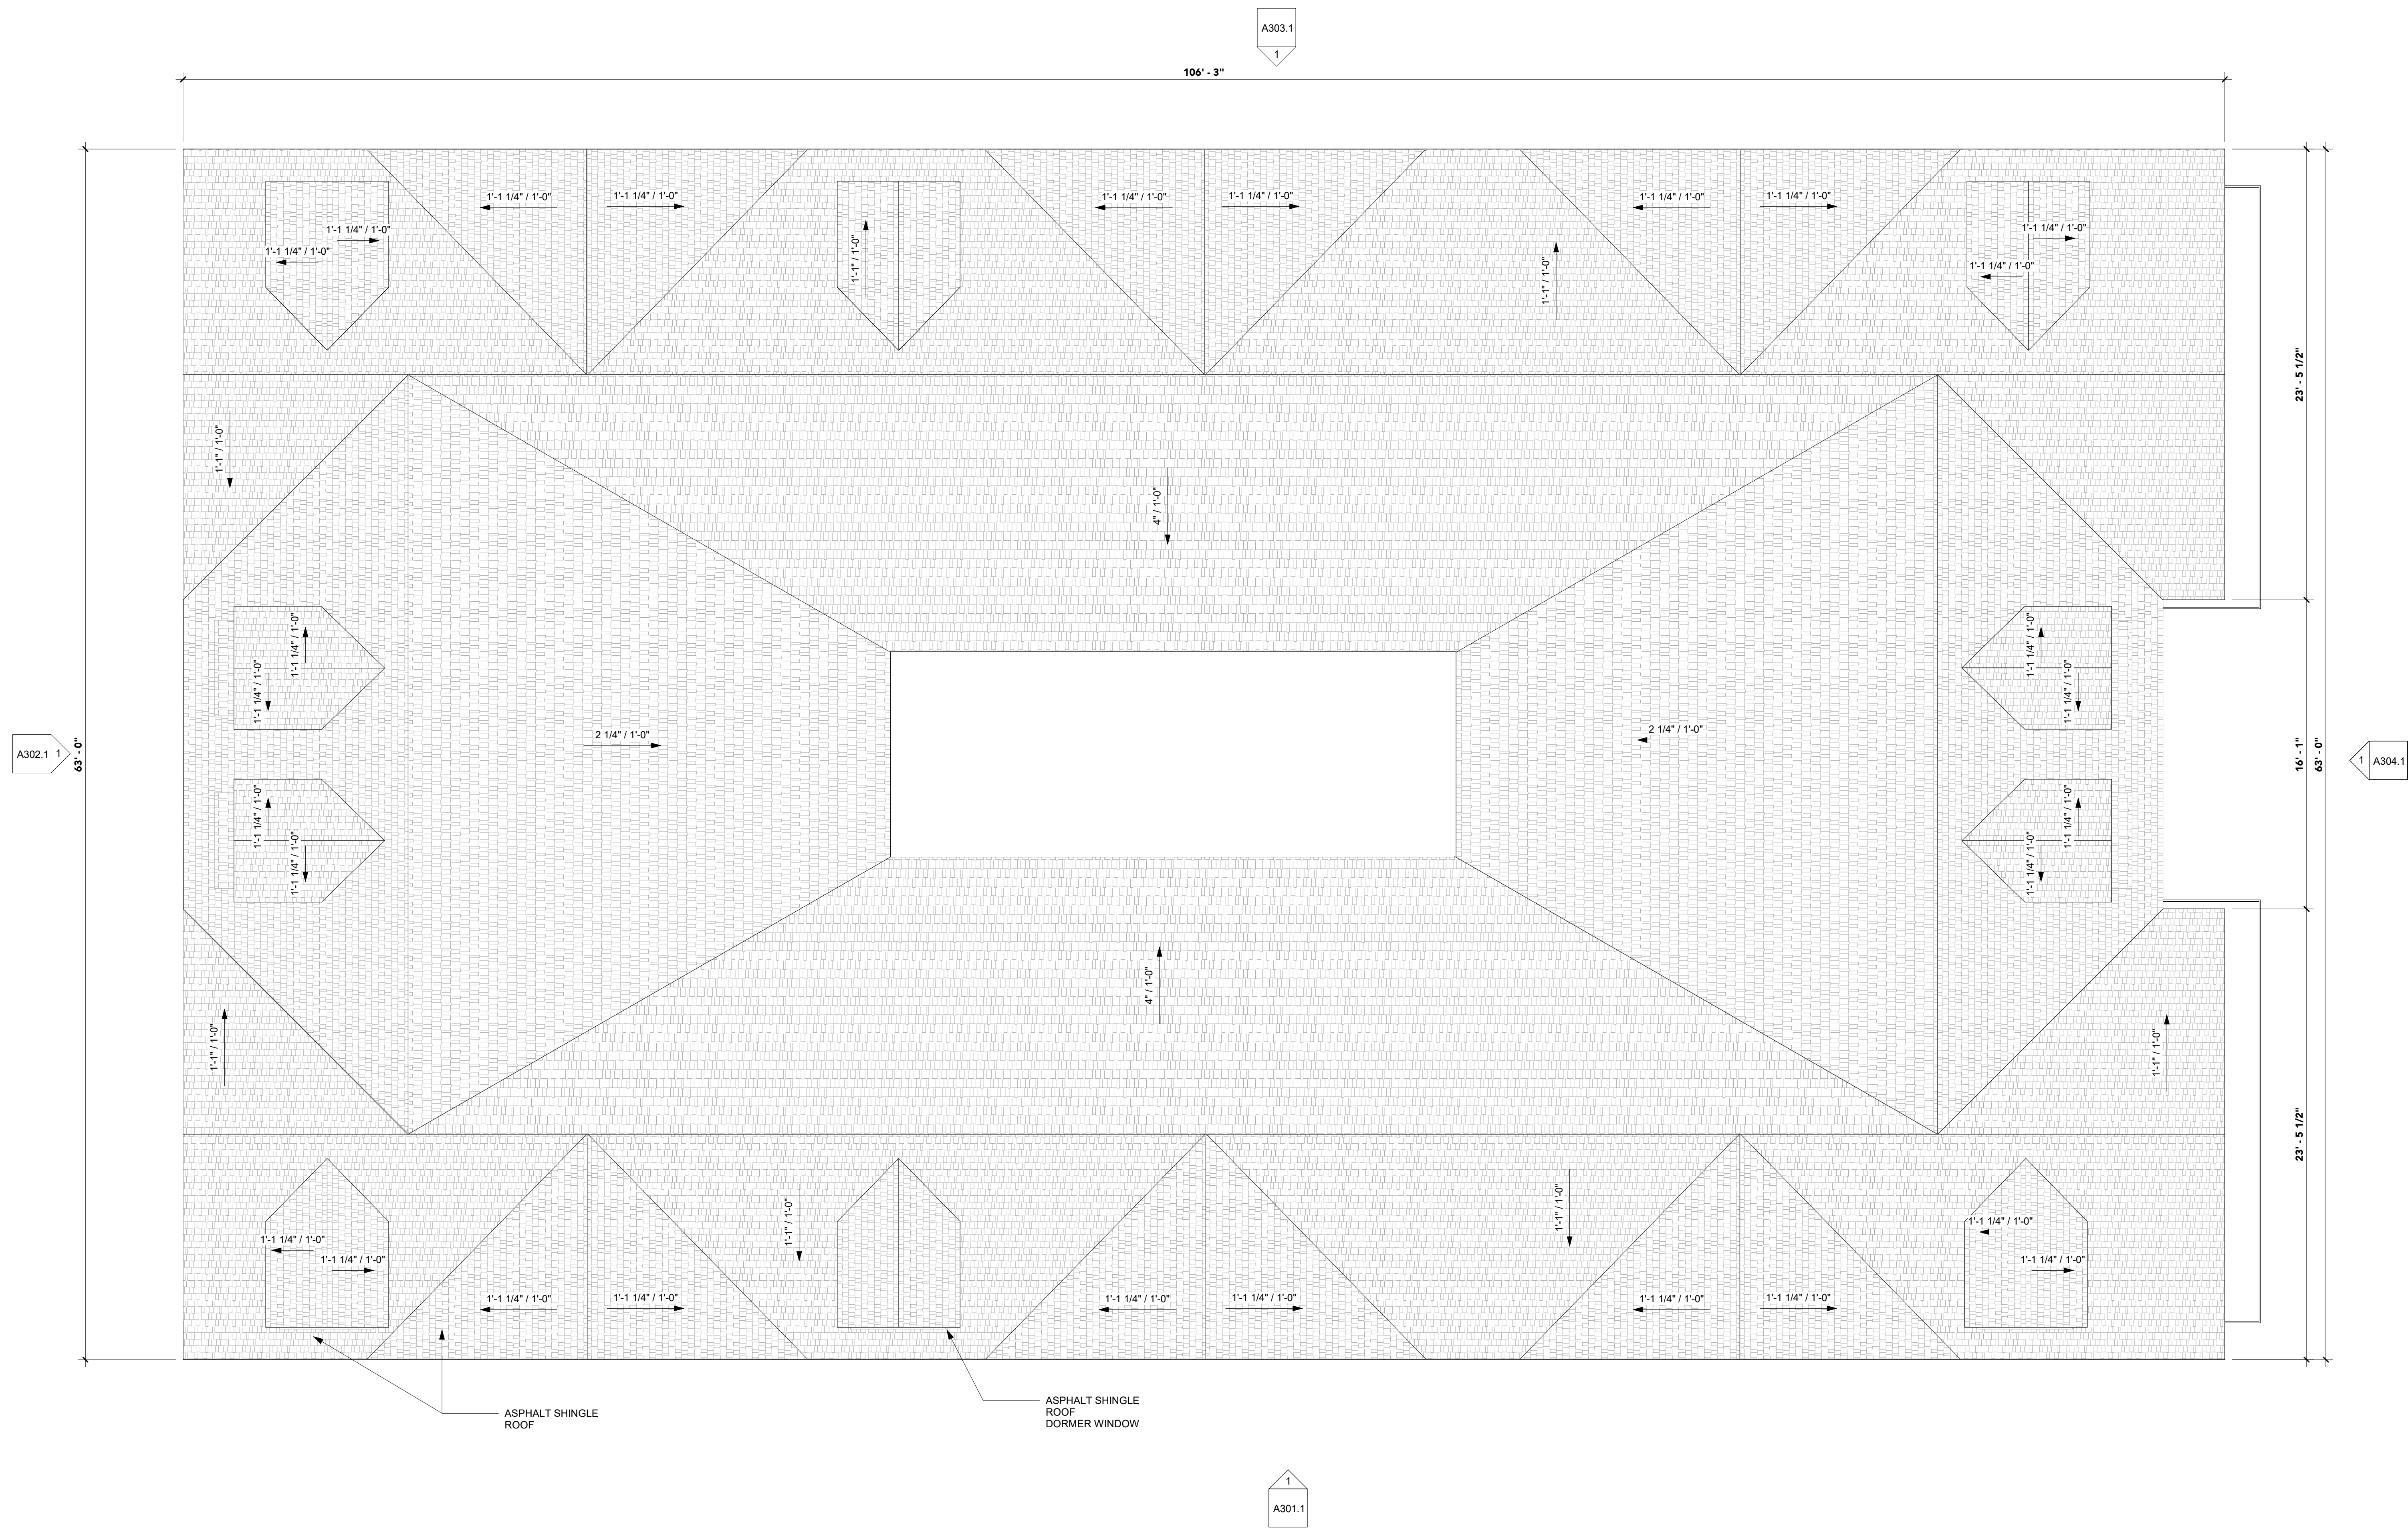 A303.1
1
106' - 3"
1'-1 1/4" / 1'-0"
1'-1 1/4" / 1'-0"
1'-1 1/4" / 1'-0"
1'-1 1/4" / 1'-0"
1'-1 1/4" / 1'-0"
1'-1 1/4" / 1'-0"
1'-1 1/4" / 1'-0"
1'-1 1/4" / 1'-0"
1'-1" / 1'-0"
1'-1" / 1'-0"
1'-1 1/4" / 1'-0"
1'-1 1/4" / 1'-0"
23' - 5 1/2"
1'-1" / 1'-0"
4" / 1'-0"
1'-1 1/4" / 1'-0"
1'-1 1/4" / 1'-0"
1'-1 1/4" / 1'-0"
1'-1 1/4" / 1'-0"
A302.1
1
63' - 0"
2 1/4" / 1'-0"
2 1/4" / 1'-0"
16' - 1"
63' - 0"
1
A304.1
1'-1 1/4" / 1'-0"
1'-1 1/4" / 1'-0"
1'-1 1/4" / 1'-0"
1'-1 1/4" / 1'-0"
4" / 1'-0"
1'-1" / 1'-0"
1'-1" / 1'-0"
23' - 5 1/2"
1'-1" / 1'-0"
1'-1" / 1'-0"
1'-1 1/4" / 1'-0"
1'-1 1/4" / 1'-0"
1'-1 1/4" / 1'-0"
1'-1 1/4" / 1'-0"
1'-1 1/4" / 1'-0"
1'-1 1/4" / 1'-0"
1'-1 1/4" / 1'-0"
1'-1 1/4" / 1'-0"
1'-1 1/4" / 1'-0"
1'-1 1/4" / 1'-0"
ASPHALT SHINGLE
ROOF
ASPHALT SHINGLE
ROOF
DORMER WINDOW
1
A301.1